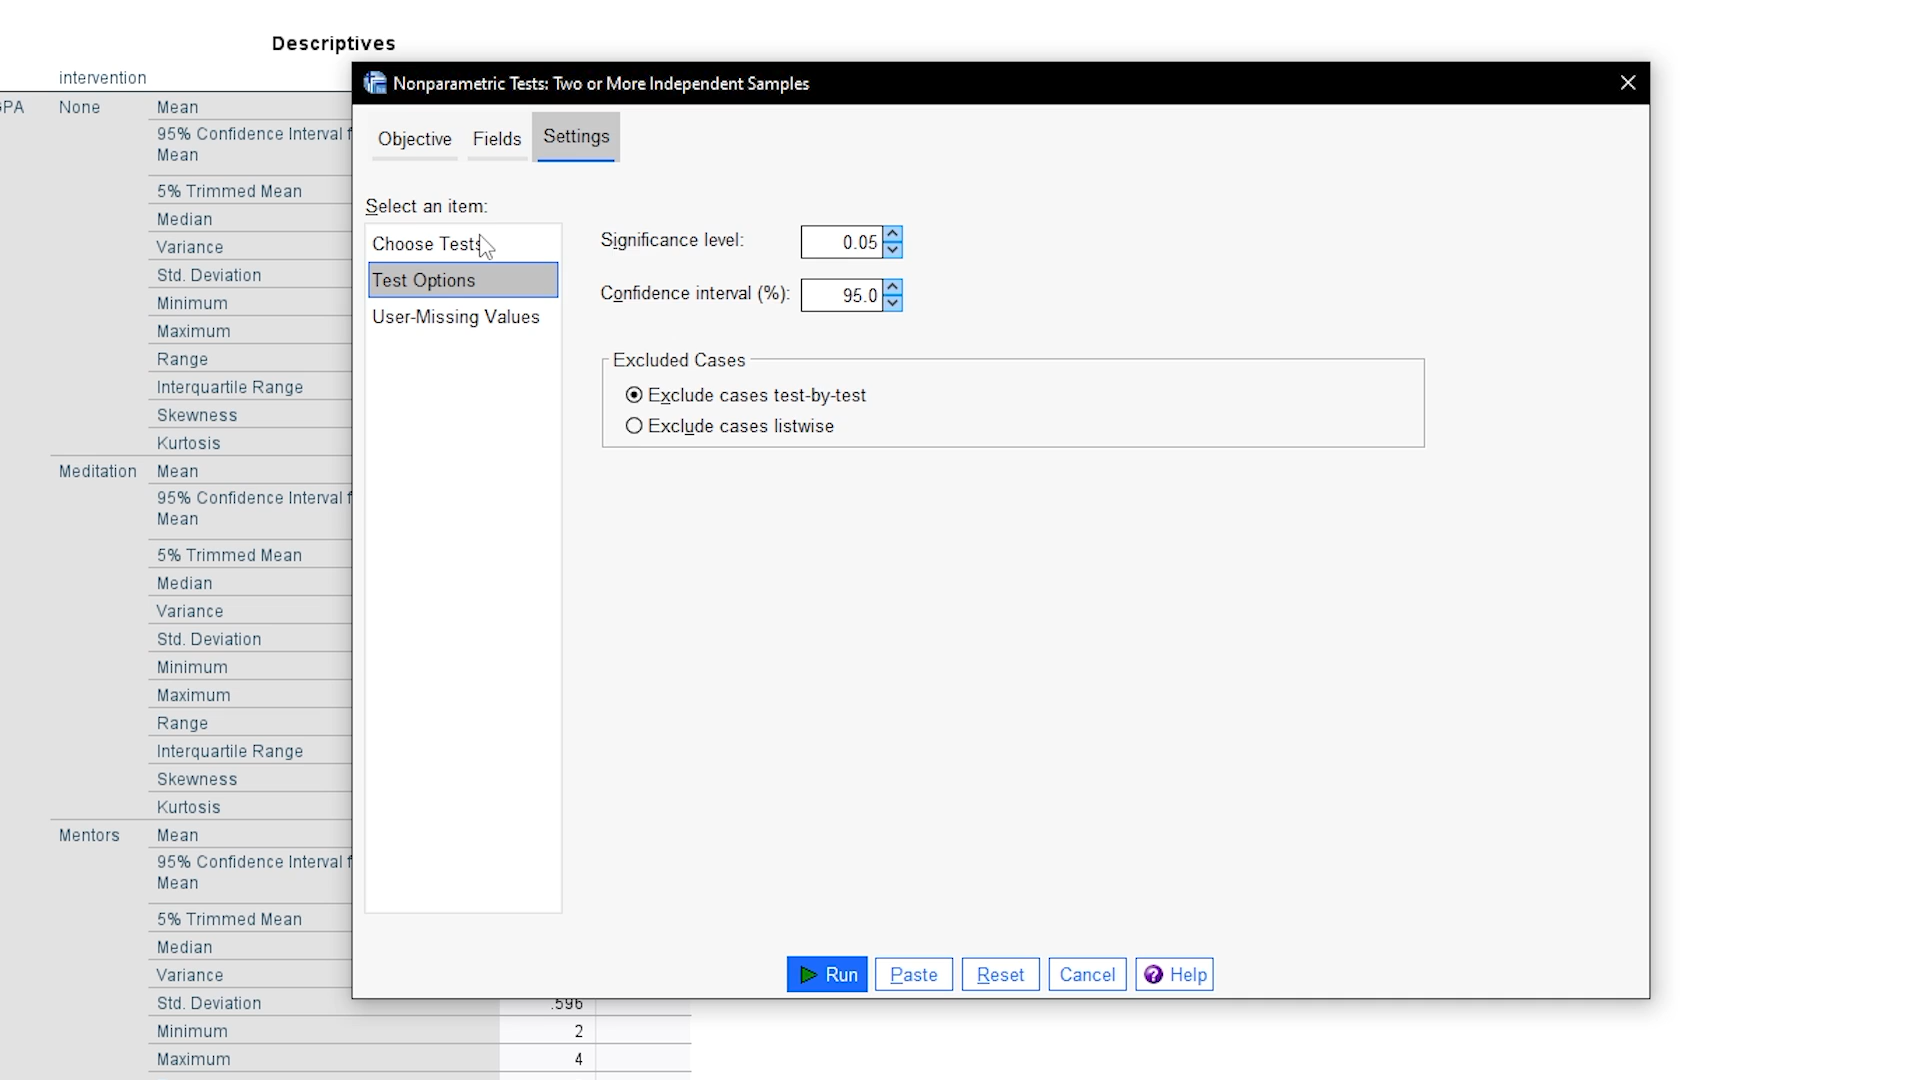 Descriptives
intervention
None
Mean
95% Confidence Interval
Mean
5% Trimmed Mean
Median
Variance
Std. Deviation
Minimum
Maximum
Range
Interquartile Range
Skewness
Kurtosis
Meditation
Mean
95% Confidence Interval
Mean
5% Trimmed Mean
Median
Variance
Std. Deviation
Minimum
Maximum
Range
Interquartile Range
Skewness
Kurtosis
Mentors
Mean
95% Confidence Interval
Mean
5% Trimmed Mean
Median
Variance
Std. Deviation .596
Minimum 2
Maximum 4
Nonparametric Tests: Two or More Independent Samples
Objective Fields Settings
Select an item:
Choose Tests
Test Options
User-Missing Values
Significance level: 0.05
Confidence interval (%): 95.0
Excluded Cases
Exclude cases test-by-test
Exclude cases listwise
Run Paste Reset Cancel Help